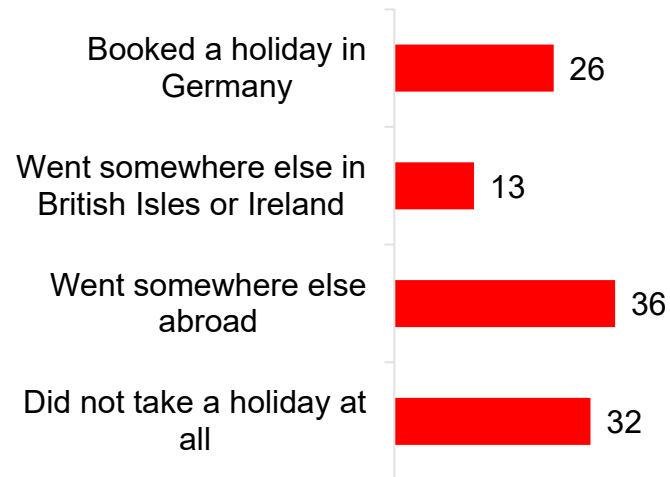 Booked a holiday in
Germany
26
Went somewhere else in
British Isles or Ireland
13
Went somewhere else
abroad
36
Did not take a holiday at
all
32